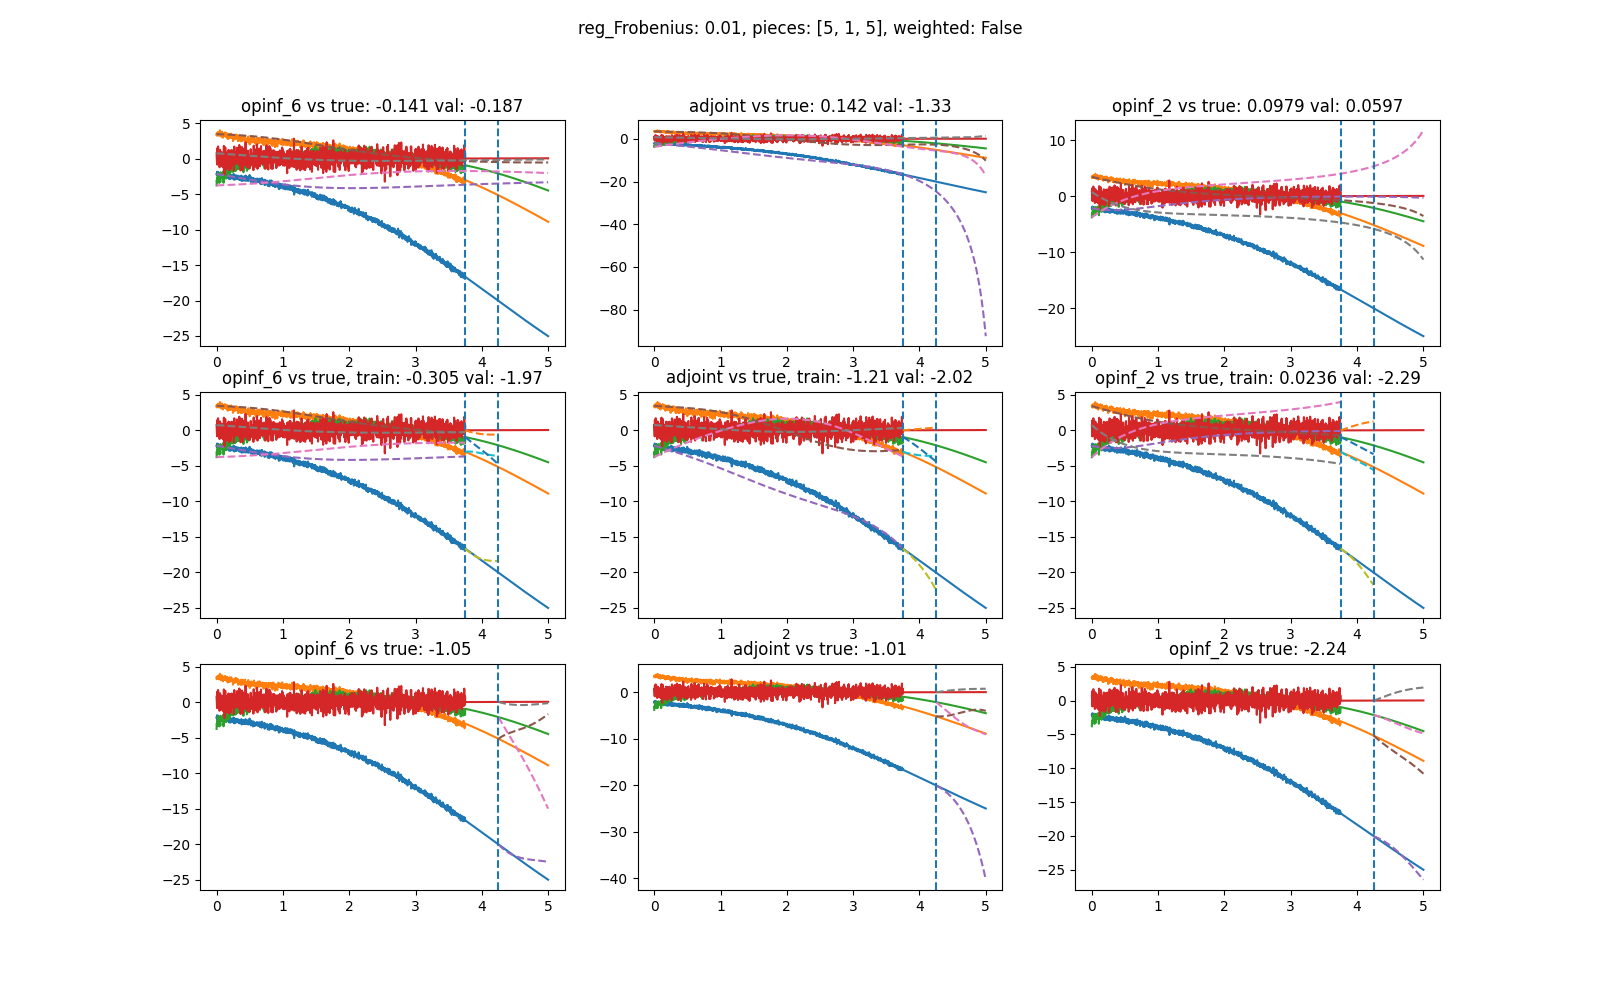 reg_Frobenius: 0.01, pieces: [5, 1, 5], weighted: False
opinf_6 vs true: -0.141 val: -0.187
5
0
−5
−10
−15
−20
−25
0 1 2 3 4 5
adjoint vs true: 0.142 val: -1.33
0
−20
−40
−60
−80
0 1 2 3 4 5
opinf_2 vs true: 0.0979 val: 0.0597
10
0
−10
−20
0 1 2 3 4 5
opinf_6 vs true, train: -0.305 val: -1.97
5
0
−5
−10
−15
−20
−25
0 1 2 3 4 5
adjoint vs true, train: -1.21 val: -2.02
5
0
−5
−10
−15
−20
−25
0 1 2 3 4 5
opinf_2 vs true, train: 0.0236 val: -2.29
5
0
−5
−10
−15
−20
−25
0 1 2 3 4 5
opinf_6 vs true: -1.05
5
0
−5
−10
−15
−20
−25
0 1 2 3 4 5
adjoint vs true: -1.01
0
−10
−20
−30
−40
0 1 2 3 4 5
opinf_2 vs true: -2.24
5
0
−5
−10
−15
−20
−25
0 1 2 3 4 5